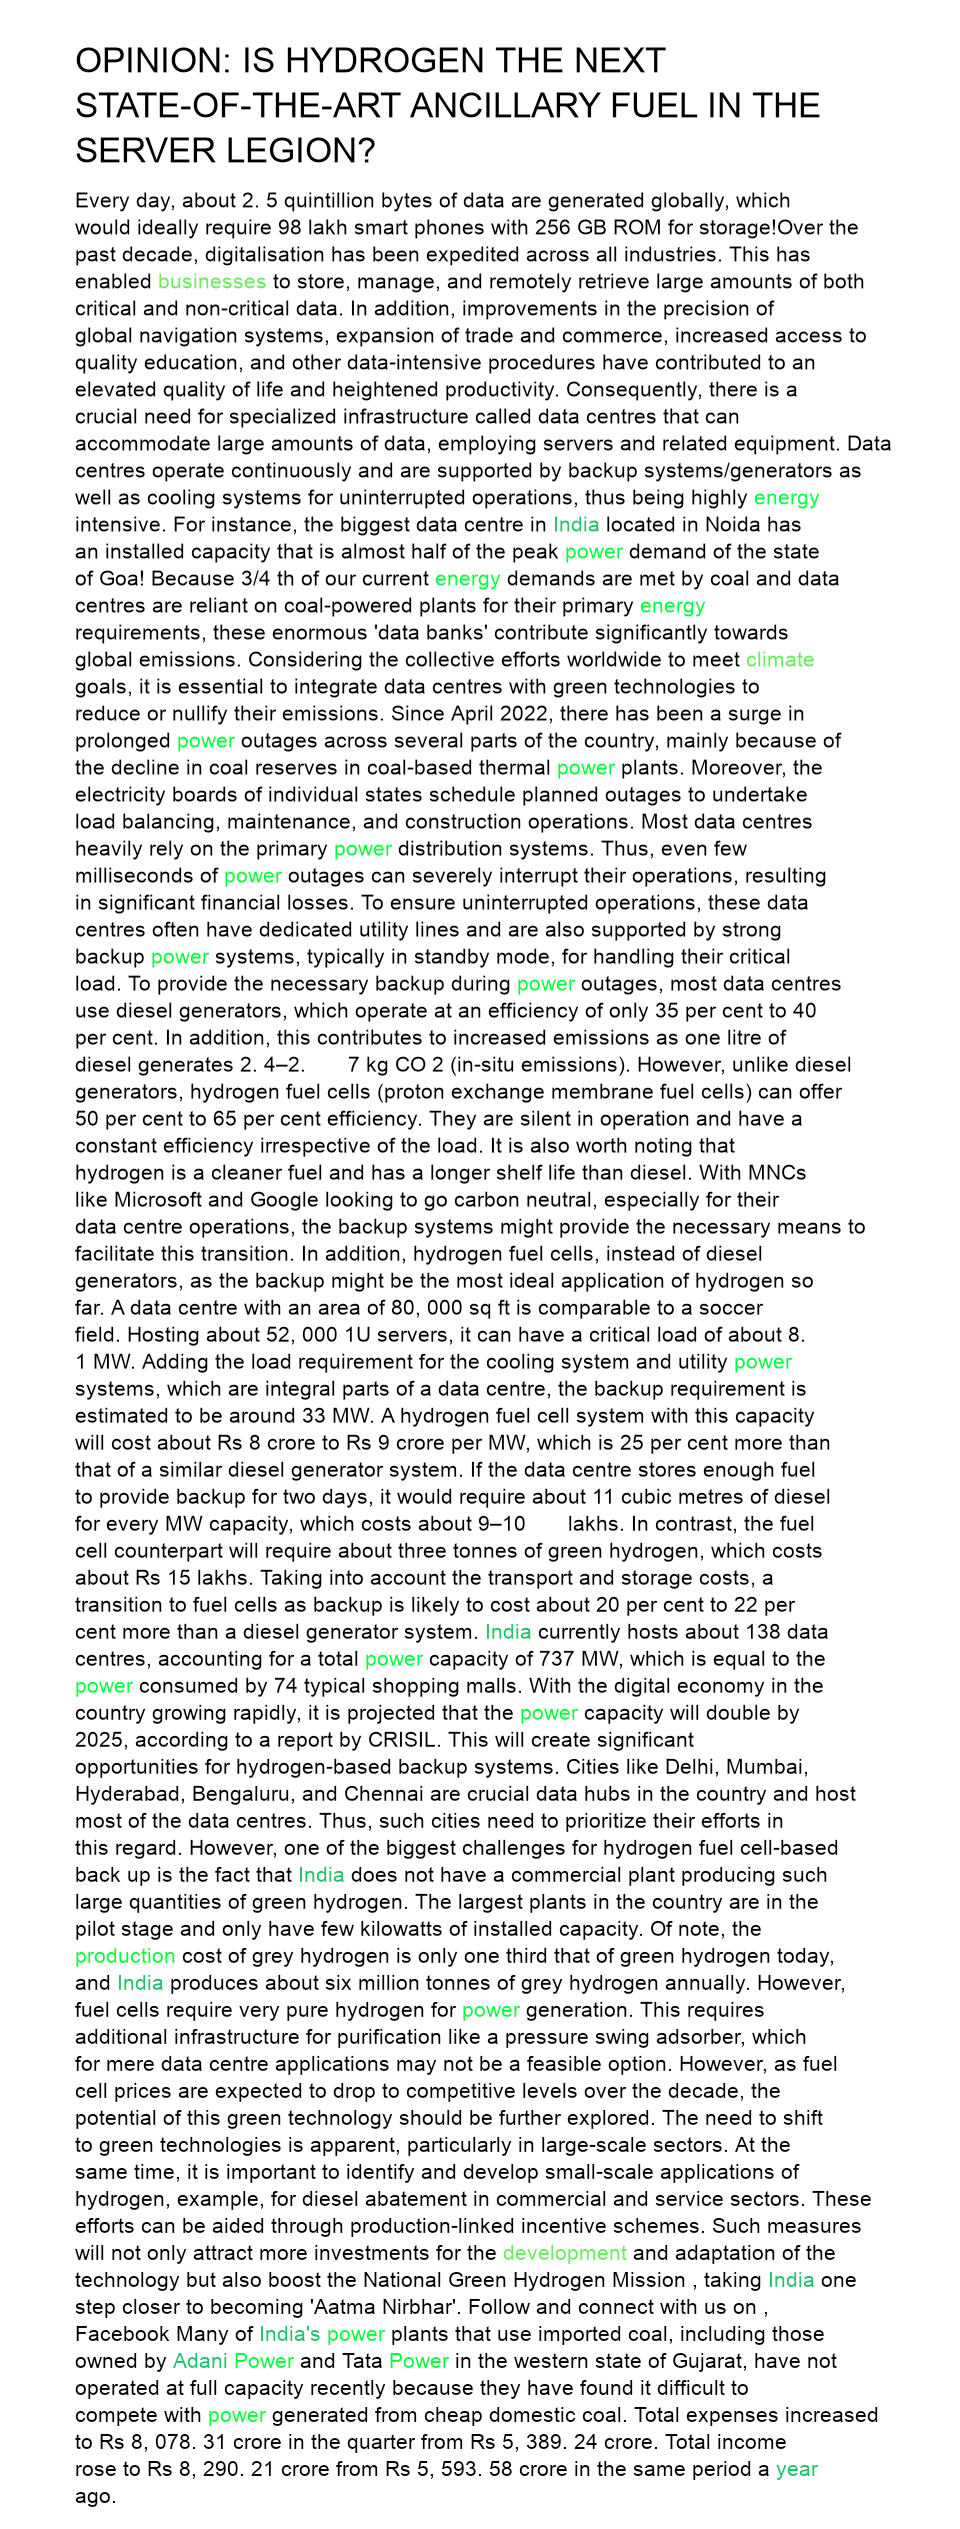 OPINION: IS HYDROGEN THE NEXT
STATE-OF-THE-ART ANCILLARY FUEL IN THE
SERVER LEGION?
Every day, about 2. 5 quintillion bytes of data are generated globally, which
would ideally require 98 lakh smart phones with 256 GB ROM for storage!Over the
past decade, digitalisation has been expedited across all industries. This has
enabled businesses to store, manage, and remotely retrieve large amounts of both
critical and non-critical data. In addition, improvements in the precision of
global navigation systems, expansion of trade and commerce, increased access to
quality education, and other data-intensive procedures have contributed to an
elevated quality of life and heightened productivity. Consequently, there is a
crucial need for specialized infrastructure called data centres that can
accommodate large amounts of data, employing servers and related equipment. Data
centres operate continuously and are supported by backup systems/generators as
well as cooling systems for uninterrupted operations, thus being highly energy
intensive. For instance, the biggest data centre in India located in Noida has
an installed capacity that is almost half of the peak power demand of the state
of Goa! Because 3/4 th of our current energy demands are met by coal and data
centres are reliant on coal-powered plants for their primary energy
requirements, these enormous 'data banks' contribute significantly towards
global emissions. Considering the collective efforts worldwide to meet climate
goals, it is essential to integrate data centres with green technologies to
reduce or nullify their emissions. Since April 2022, there has been a surge in
prolonged power outages across several parts of the country, mainly because of
the decline in coal reserves in coal-based thermal power plants. Moreover, the
electricity boards of individual states schedule planned outages to undertake
load balancing, maintenance, and construction operations. Most data centres
heavily rely on the primary power distribution systems. Thus, even few
milliseconds of power outages can severely interrupt their operations, resulting
in significant financial losses. To ensure uninterrupted operations, these data
centres often have dedicated utility lines and are also supported by strong
backup power systems, typically in standby mode, for handling their critical
load. To provide the necessary backup during power outages, most data centres
use diesel generators, which operate at an efficiency of only 35 per cent to 40
per cent. In addition, this contributes to increased emissions as one litre of
diesel generates 2. 4–2. 7 kg CO 2 (in-situ emissions). However, unlike diesel
generators, hydrogen fuel cells (proton exchange membrane fuel cells) can offer
50 per cent to 65 per cent efficiency. They are silent in operation and have a
constant efficiency irrespective of the load. It is also worth noting that
hydrogen is a cleaner fuel and has a longer shelf life than diesel. With MNCs
like Microsoft and Google looking to go carbon neutral, especially for their
data centre operations, the backup systems might provide the necessary means to
facilitate this transition. In addition, hydrogen fuel cells, instead of diesel
generators, as the backup might be the most ideal application of hydrogen so
far. A data centre with an area of 80, 000 sq ft is comparable to a soccer
field. Hosting about 52, 000 1U servers, it can have a critical load of about 8.
1 MW. Adding the load requirement for the cooling system and utility power
systems, which are integral parts of a data centre, the backup requirement is
estimated to be around 33 MW. A hydrogen fuel cell system with this capacity
will cost about Rs 8 crore to Rs 9 crore per MW, which is 25 per cent more than
that of a similar diesel generator system. If the data centre stores enough fuel
to provide backup for two days, it would require about 11 cubic metres of diesel
for every MW capacity, which costs about 9–10 lakhs. In contrast, the fuel
cell counterpart will require about three tonnes of green hydrogen, which costs
about Rs 15 lakhs. Taking into account the transport and storage costs, a
transition to fuel cells as backup is likely to cost about 20 per cent to 22 per
cent more than a diesel generator system. India currently hosts about 138 data
centres, accounting for a total power capacity of 737 MW, which is equal to the
power consumed by 74 typical shopping malls. With the digital economy in the
country growing rapidly, it is projected that the power capacity will double by
2025, according to a report by CRISIL. This will create significant
opportunities for hydrogen-based backup systems. Cities like Delhi, Mumbai,
Hyderabad, Bengaluru, and Chennai are crucial data hubs in the country and host
most of the data centres. Thus, such cities need to prioritize their efforts in
this regard. However, one of the biggest challenges for hydrogen fuel cell-based
back up is the fact that India does not have a commercial plant producing such
large quantities of green hydrogen. The largest plants in the country are in the
pilot stage and only have few kilowatts of installed capacity. Of note, the
production cost of grey hydrogen is only one third that of green hydrogen today,
and India produces about six million tonnes of grey hydrogen annually. However,
fuel cells require very pure hydrogen for power generation. This requires
additional infrastructure for purification like a pressure swing adsorber, which
for mere data centre applications may not be a feasible option. However, as fuel
cell prices are expected to drop to competitive levels over the decade, the
potential of this green technology should be further explored. The need to shift
to green technologies is apparent, particularly in large-scale sectors. At the
same time, it is important to identify and develop small-scale applications of
hydrogen, example, for diesel abatement in commercial and service sectors. These
efforts can be aided through production-linked incentive schemes. Such measures
will not only attract more investments for the development and adaptation of the
technology but also boost the National Green Hydrogen Mission , taking India one
step closer to becoming 'Aatma Nirbhar'. Follow and connect with us on ,
Facebook Many of India's power plants that use imported coal, including those
owned by Adani Power and Tata Power in the western state of Gujarat, have not
operated at full capacity recently because they have found it difficult to
compete with power generated from cheap domestic coal. Total expenses increased
to Rs 8, 078. 31 crore in the quarter from Rs 5, 389. 24 crore. Total income
rose to Rs 8, 290. 21 crore from Rs 5, 593. 58 crore in the same period a year
ago.